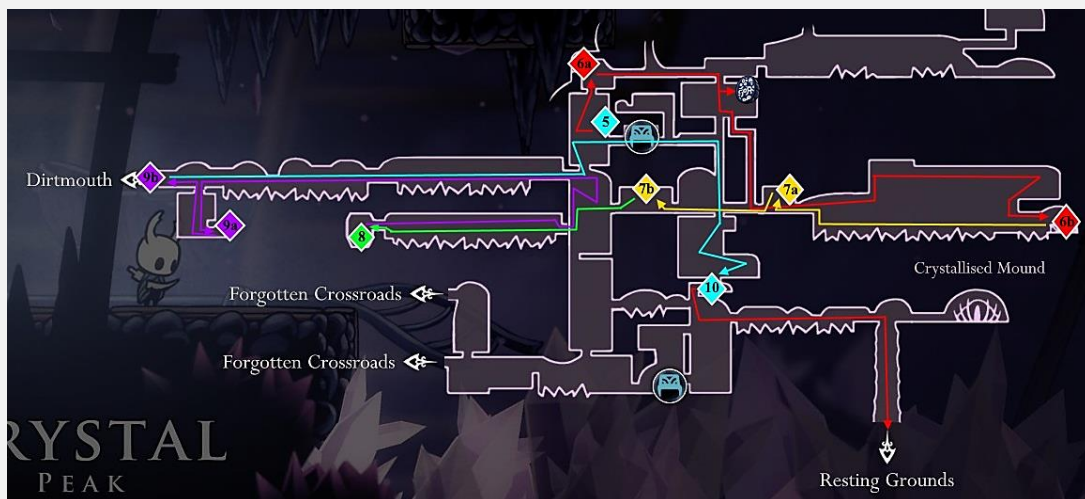 6a
5
Dirtmouth
9b
7b
7a
9a
8
6b
Crystallised Mound
10
Forgotten Crossroads
Forgotten Crossroads
RYSTAL
PEAK
Resting Grounds